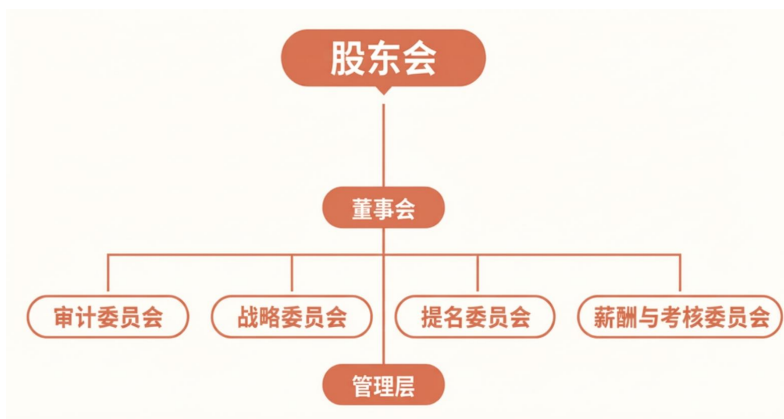 股东会
董事会
审计委员会
战略委员会
提名委员会
薪酬与考核委员会
管理层